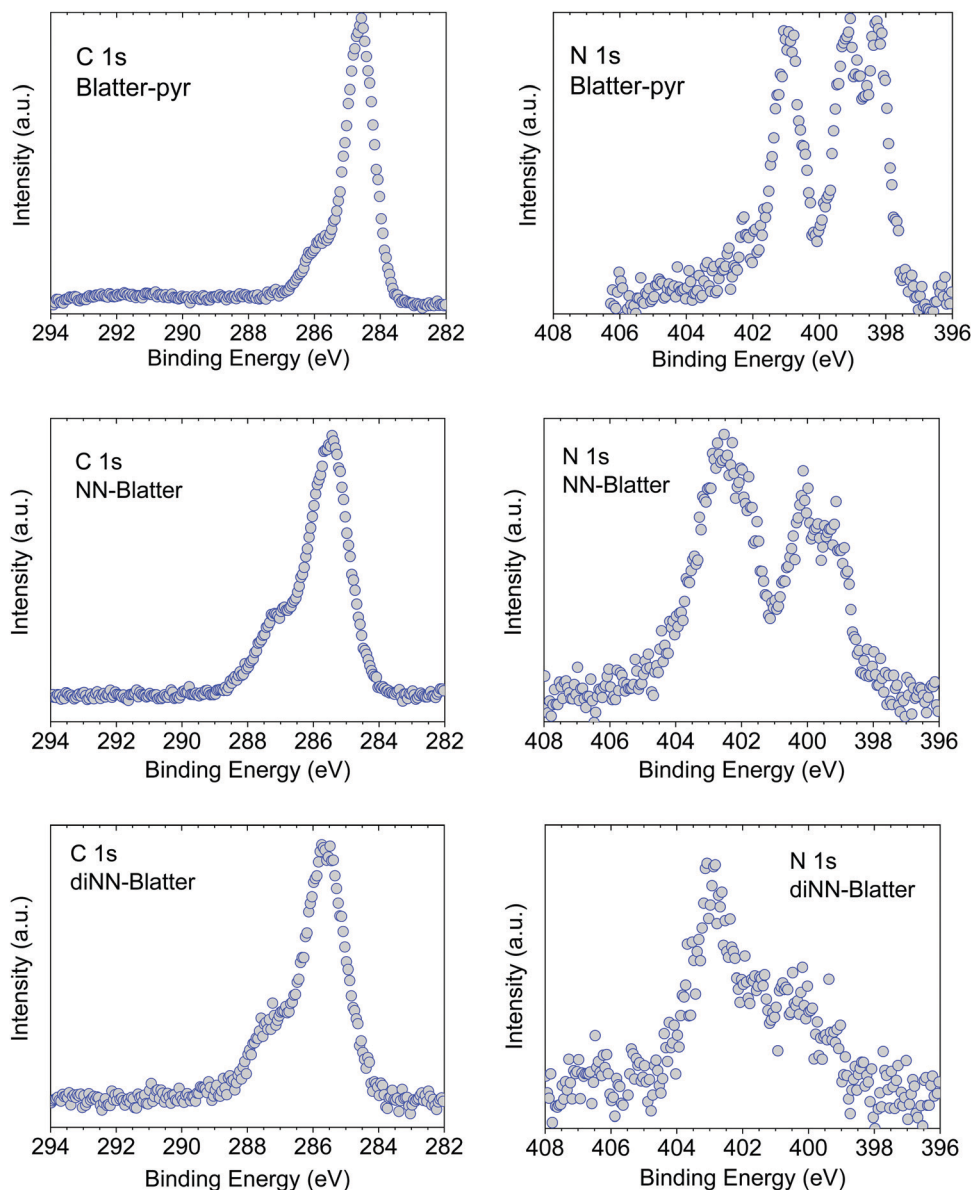 C 1s
Blatter-pyr
Intensity (a.u.)
294 292 290 288 286 284 282
Binding Energy (eV)
N 1s
Blatter-pyr
Intensity (a.u.)
408 406 404 402 400 398 396
Binding Energy (eV)
C 1s
NN-Blatter
Intensity (a.u.)
294 292 290 288 286 284 282
Binding Energy (eV)
N 1s
NN-Blatter
Intensity (a.u.)
408 406 404 402 400 398 396
Binding Energy (eV)
C 1s
diNN-Blatter
Intensity (a.u.)
294 292 290 288 286 284 282
Binding Energy (eV)
N 1s
diNN-Blatter
Intensity (a.u.)
408 406 404 402 400 398 396
Binding Energy (eV)